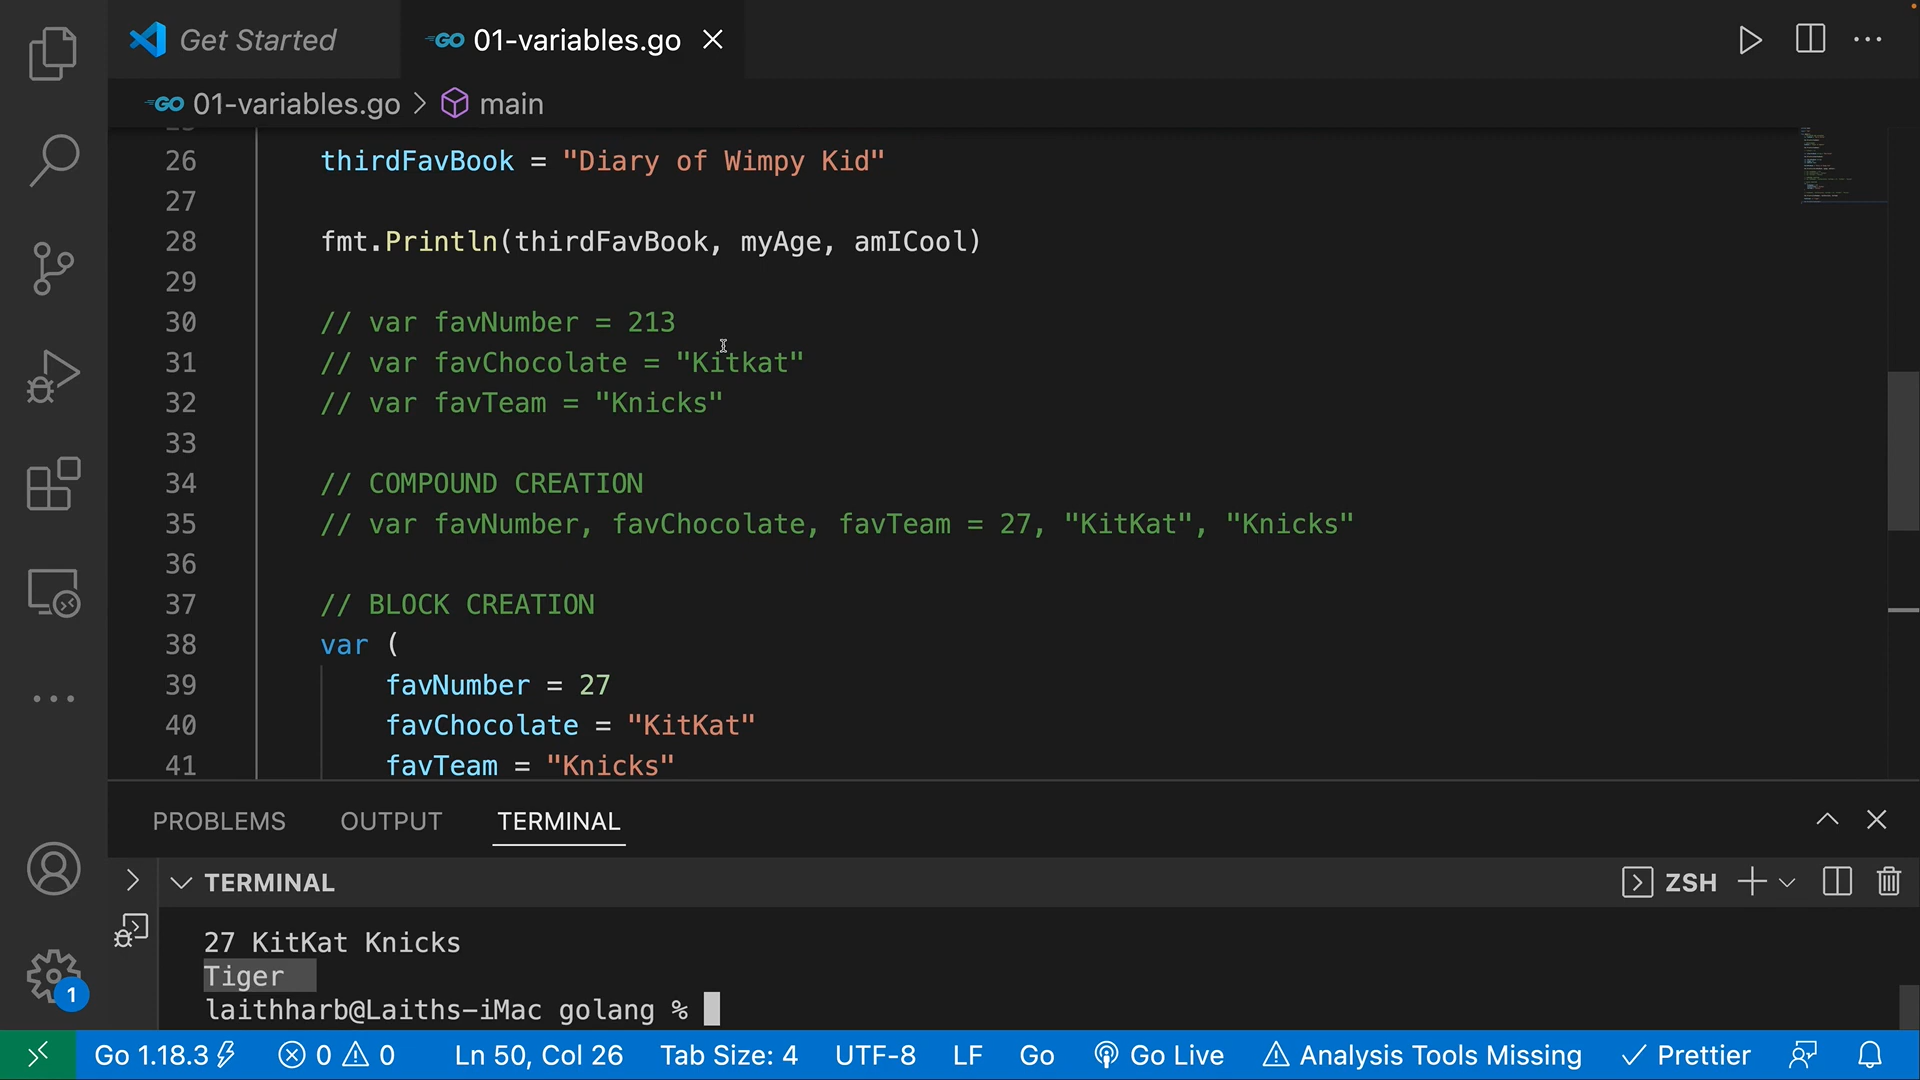 Get Started
GO 01-variables.go
GO 01-variables.go > main
26 thirdFavBook = "Diary of Wimpy Kid"
27
28 fmt.Println(thirdFavBook, myAge, amICool)
29
30 // var favNumber = 213
31 // var favChocolate = "Kitkat"
32 // var favTeam = "Knicks"
33
34 // COMPOUND CREATION
35 // var favNumber, favChocolate, favTeam = 27, "KitKat", "Knicks"
36
37 // BLOCK CREATION
38 var (
39 favNumber = 27
40 favChocolate = "KitKat"
41 favTeam = "Knicks"
PROBLEMS OUTPUT TERMINAL
TERMINAL ZSH
27 KitKat Knicks
Tiger
laithharb@Laiths-iMac golang %
1
Go 1.18.3 0 0 Ln 50, Col 26 Tab Size: 4 UTF-8 LF Go Go Live Analysis Tools Missing Prettier